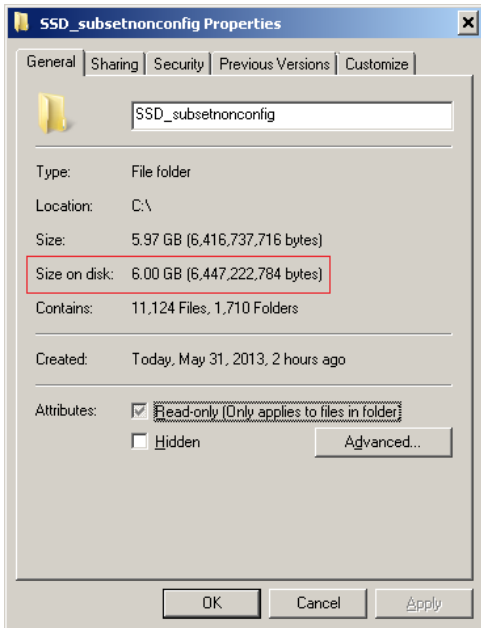 SSD_subsetnonconfig Properties
General Sharing Security Previous Versions Customize
SSD_subsetnonconfig
Type: File folder
Location: C:\
Size: 5.97 GB (6,416,737,716 bytes)
Size on disk: 6.00 GB (6,447,222,784 bytes)
Contains: 11,124 Files, 1,710 Folders
Created: Today, May 31, 2013, 2 hours ago
Attributes: Read-only (Only applies to files in folder)
Hidden Advanced...
OK Cancel Apply